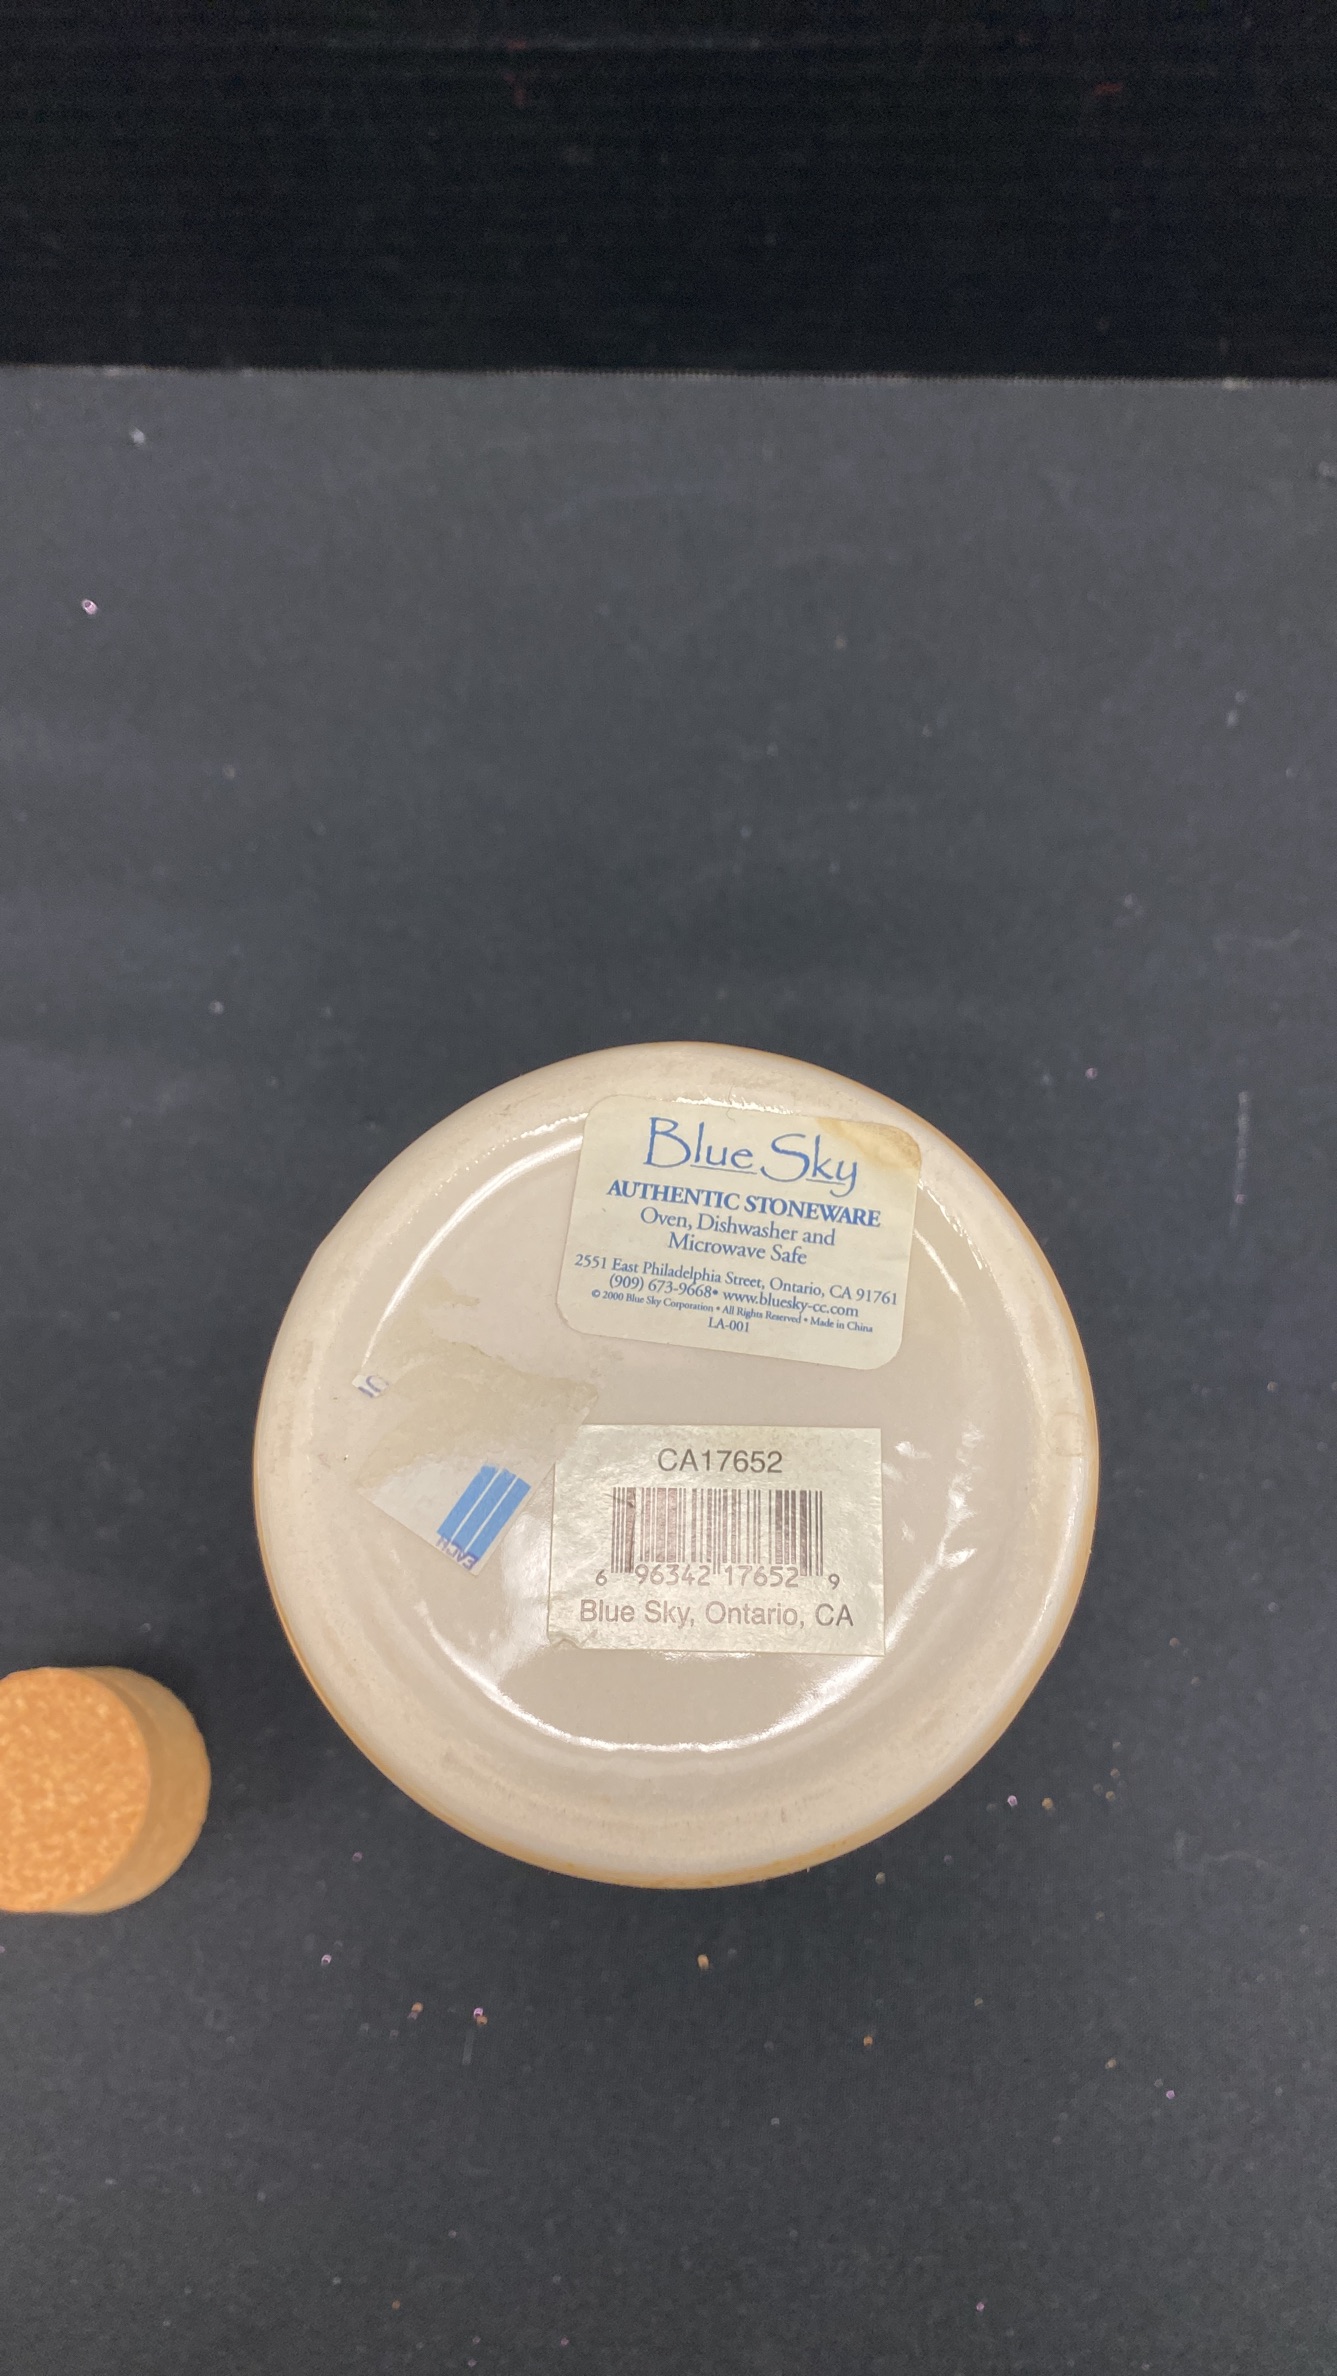 Blue Sky
AUTHENTIC STONEWARE
Oven, Dishwasher and
Microwave Safe
2551 East Philadelphia Street, Ontario, CA 91761
(909) 673-9668• www.bluesky-cc.com
© 2000 Blue Sky Corporation • All Rights Reserved • Made in China
LA-001
CA17652
6 96342 17652 9
Blue Sky, Ontario, CA
EACH